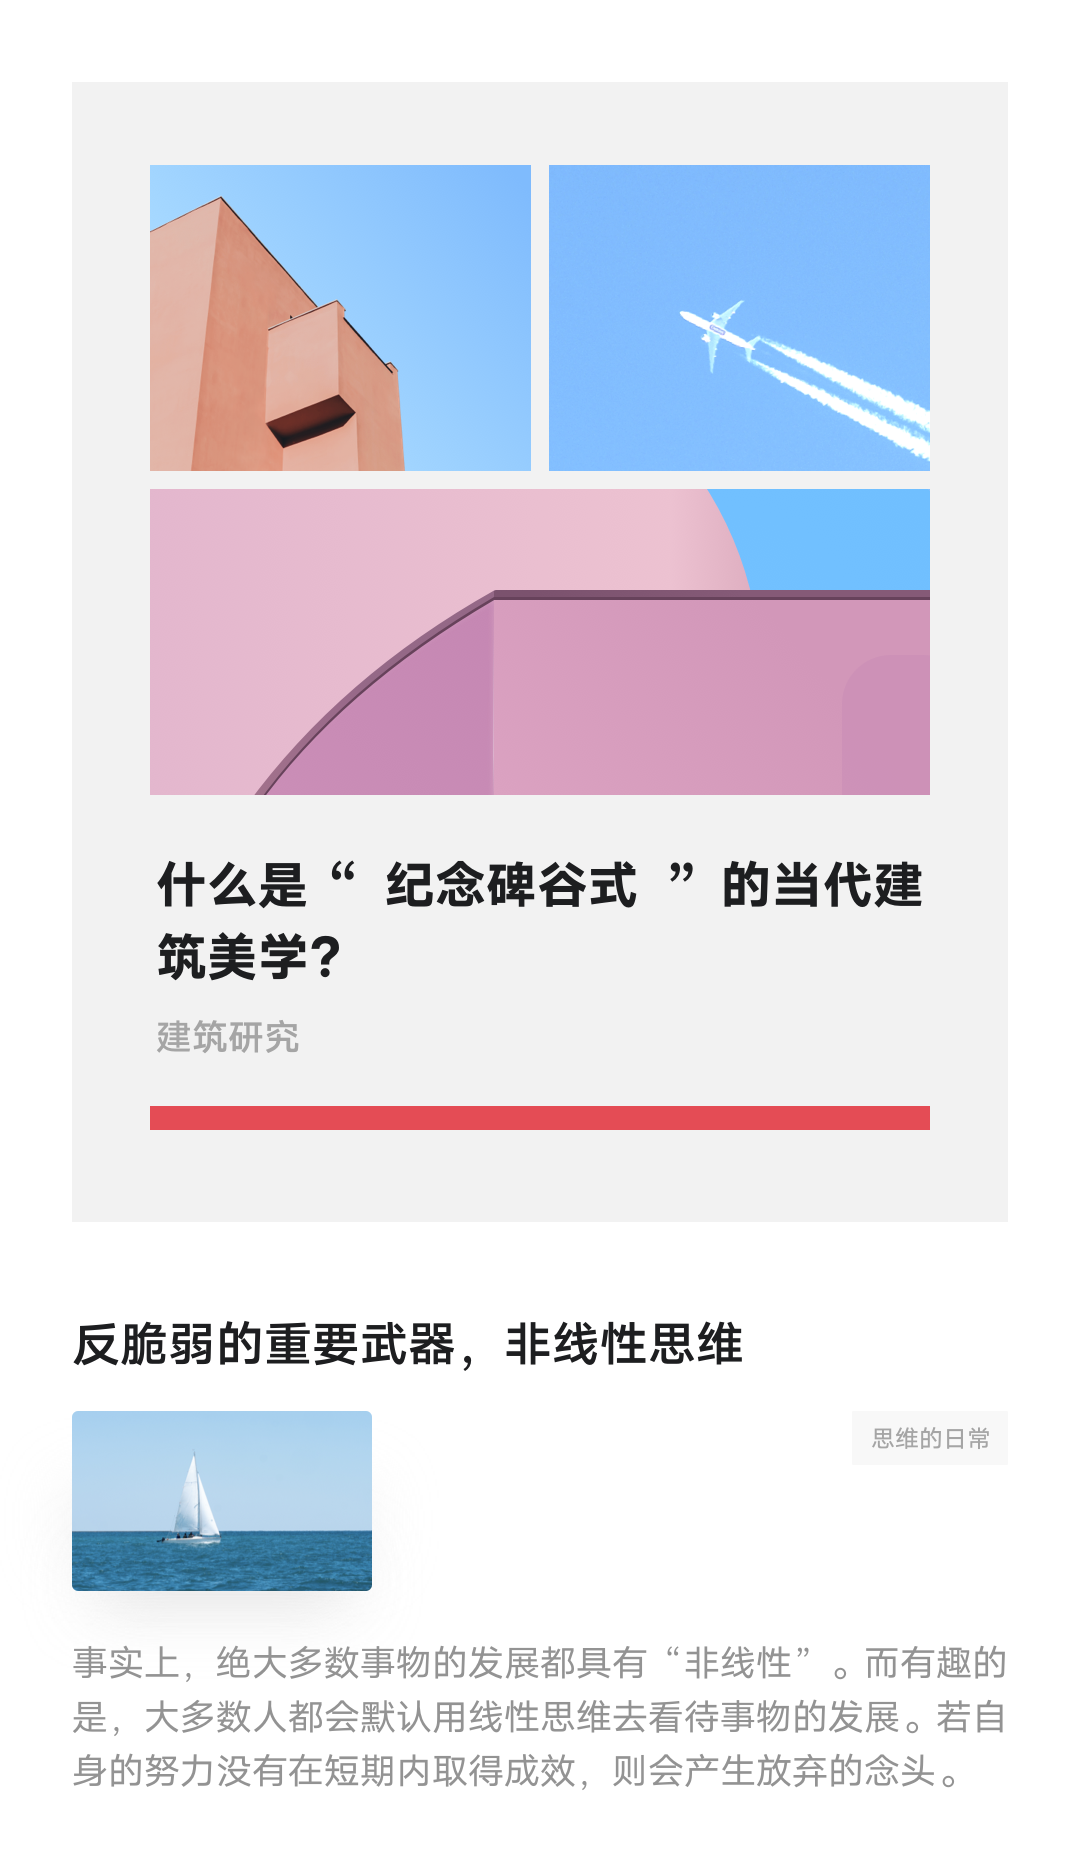 什么是“ 纪念碑谷式 ”的当代建
筑美学?
建筑研究
反脆弱的重要武器，非线性思维
思维的日常
事实上，绝大多数事物的发展都具有“非线性”。而有趣的
是，大多数人都会默认用线性思维去看待事物的发展。若自
身的努力没有在短期内取得成效，则会产生放弃的念头。